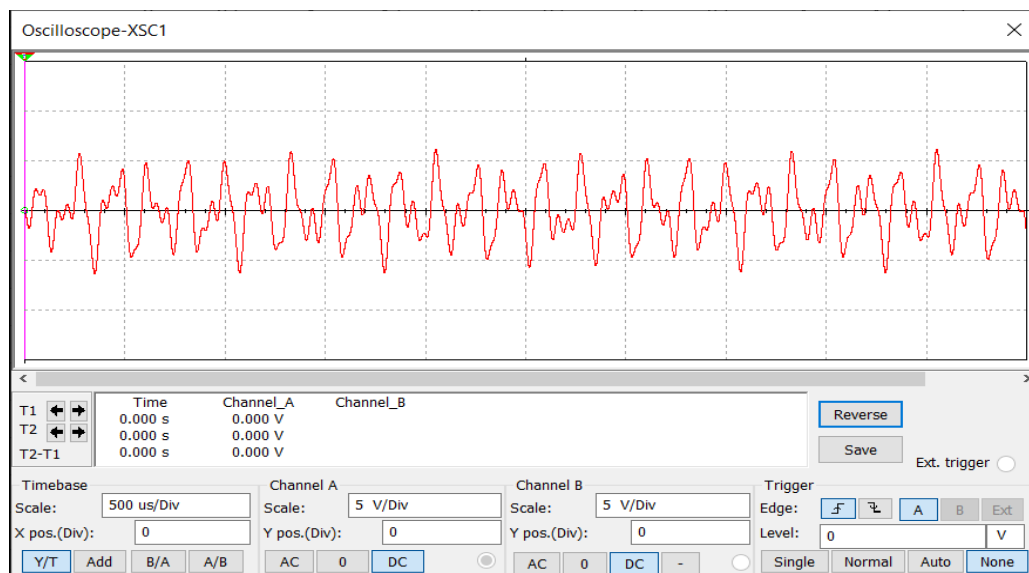 Oscilloscope-XSC1
T1
T2
T2-T1
Time Channel_A Channel_B
0.000 s 0.000 V
0.000 s 0.000 V
0.000 s 0.000 V
Reverse
Save
Ext. trigger
Timebase
Scale: 500 us/Div
X pos.(Div): 0
Y/T Add B/A A/B
Channel A
Scale: 5 V/Div
Y pos.(Div): 0
AC 0 DC
Channel B
Scale: 5 V/Div
Y pos.(Div): 0
AC 0 DC -
Trigger
Edge: A B Ext
Level: 0 V
Single Normal Auto None